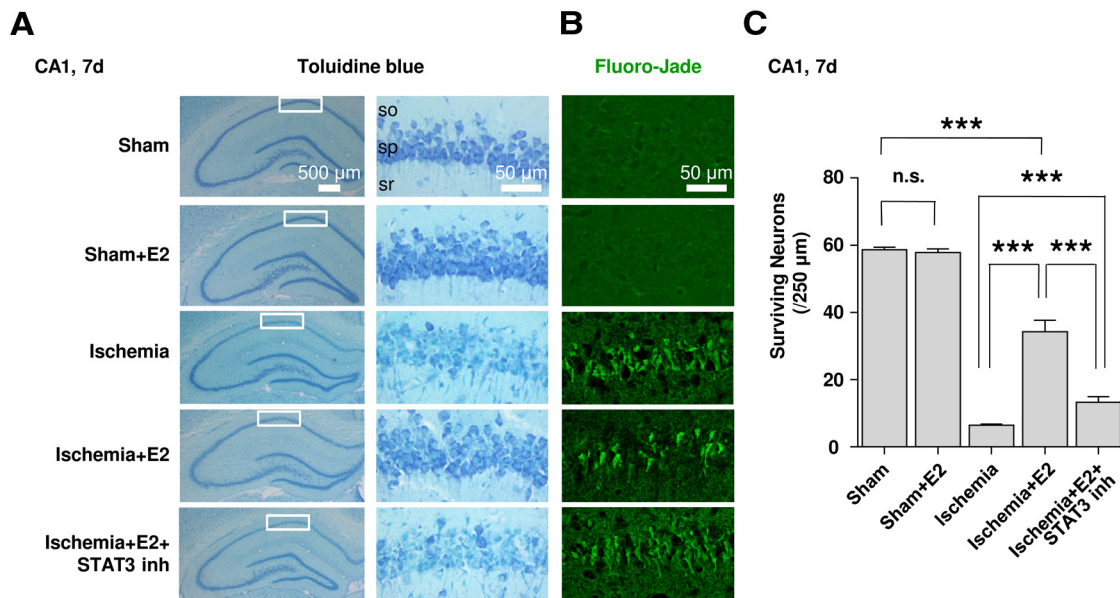 A
B
C
CA1, 7d
Toluidine blue
Fluoro-Jade
CA1, 7d
Sham
so
sp
sr
500 µm
50 µm
50 µm
Sham+E2
Ischemia
Ischemia+E2
Ischemia+E2+
STAT3 inh
***
n.s.
***
***
***
80
60
40
20
0
Surviving Neurons
(/250 µm)
Sham
Sham+E2
Ischemia
Ischemia+E2
Ischemia+E2+
STAT3 inh